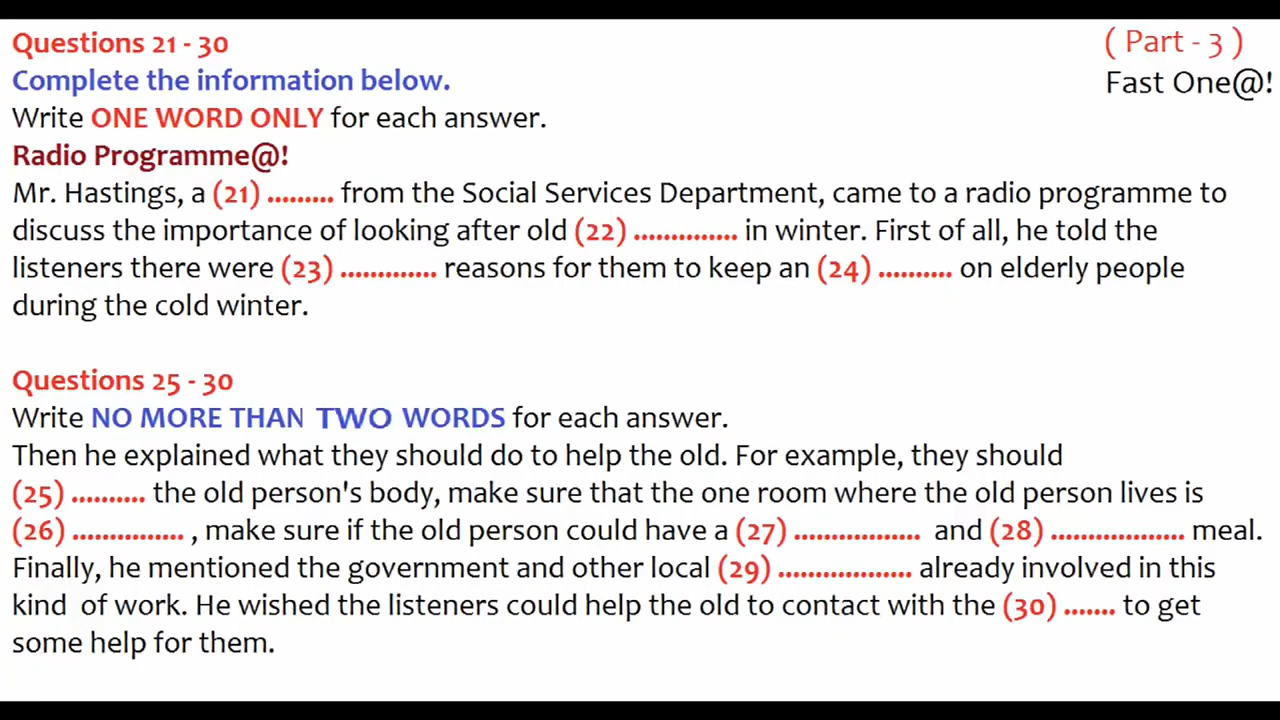 Questions 21 - 30
( Part - 3 )
Complete the information below.
Fast One@!
Write ONE WORD ONLY for each answer.
Radio Programme@!
Mr. Hastings, a (21) ......... from the Social Services Department, came to a radio programme to
discuss the importance of looking after old (22) .............. in winter. First of all, he told the
listeners there were (23) ............. reasons for them to keep an (24) .......... on elderly people
during the cold winter.
Questions 25 - 30
Write NO MORE THAN TWO WORDS for each answer.
Then he explained what they should do to help the old. For example, they should
(25) .......... the old person's body, make sure that the one room where the old person lives is
(26) ............... , make sure if the old person could have a (27) ................. and (28) .................. meal.
Finally, he mentioned the government and other local (29) .................. already involved in this
kind of work. He wished the listeners could help the old to contact with the (30) ....... to get
some help for them.